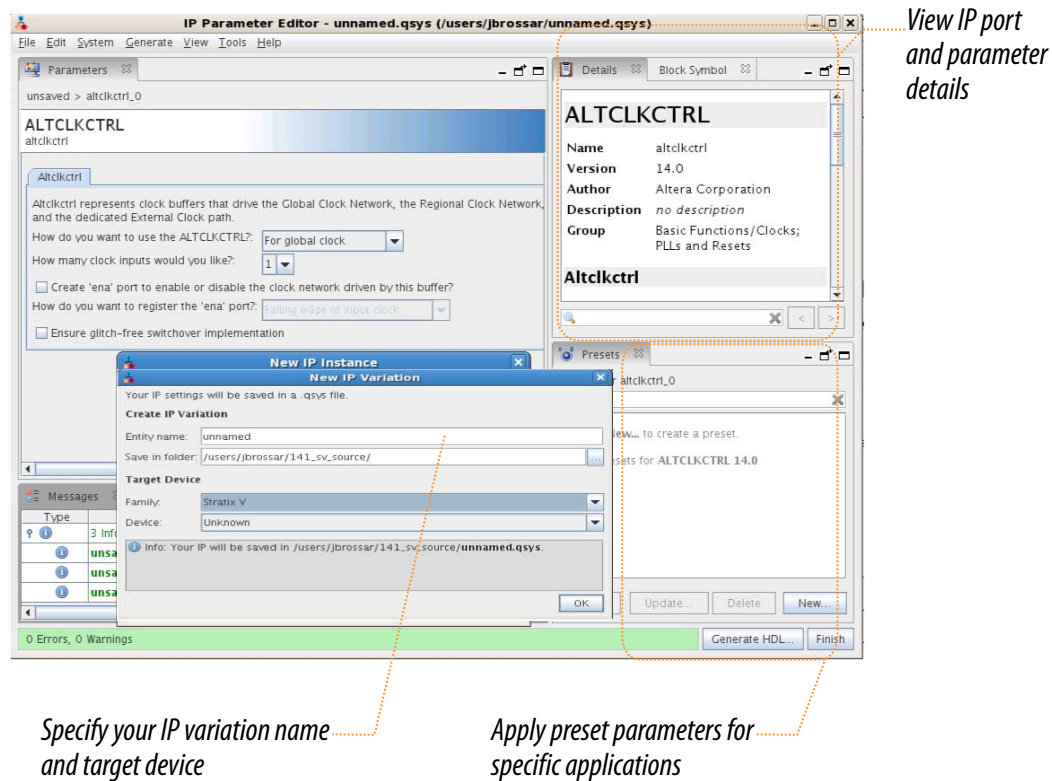 IP Parameter Editor - unnamed.qsys (/users/jbrossar/unnamed.qsys)
File Edit System Generate View Tools Help
Parameters
unsaved > altclkctrl_0
ALTCLKCTRL
altclkctrl
Altclkctrl
Altclkctrl represents clock buffers that drive the Global Clock Network, the Regional Clock Network,
and the dedicated External Clock path.
How do you want to use the ALTCLKCTRL?: For global clock
How many clock inputs would you like?: 1
Create 'ena' port to enable or disable the clock network driven by this buffer?
How do you want to register the 'ena' port?: Falling edge of input clock
Ensure glitch-free switchover implementation
Details Block Symbol
ALTCLKCTRL
Name altclkctrl
Version 14.0
Author Altera Corporation
Description no description
Group Basic Functions/Clocks;
PLLs and Resets
Altclkctrl
< >
View IP port
and parameter
details
New IP Instance
New IP Variation
Your IP settings will be saved in a .qsys file.
Create IP Variation
Entity name: unnamed
Save in folder: /users/jbrossar/141_sv_source/
...
Target Device
Family: Stratix V
Device: Unknown
Info: Your IP will be saved in /users/jbrossar/141_sv_source/unnamed.qsys.
OK
Presets
altclkctrl_0
to create a preset.
for ALTCLKCTRL 14.0
Update... Delete New...
Messages
Type
3 Info
unsa
unsa
unsa
0 Errors, 0 Warnings
Generate HDL... Finish
Specify your IP variation name
and target device
Apply preset parameters for
specific applications